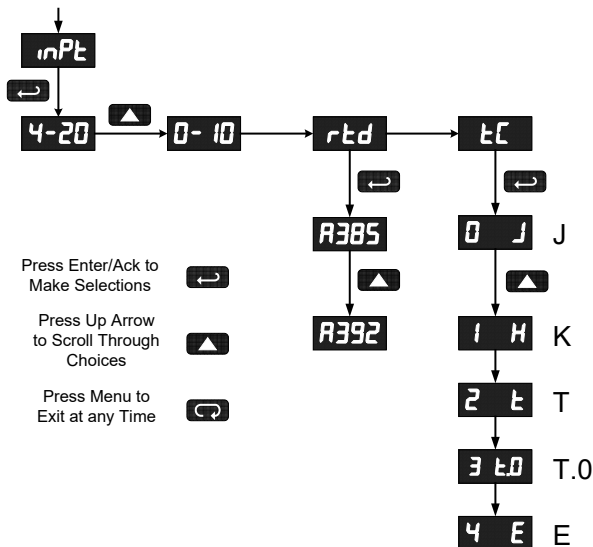 inPt
4-20 0-10 rtd tC
A385 0 J J
Press Enter/Ack to
Make Selections
Press Up Arrow
to Scroll Through
Choices
A392 1 H K
Press Menu to
Exit at any Time
2 t T
3 t.0 T.0
4 E E